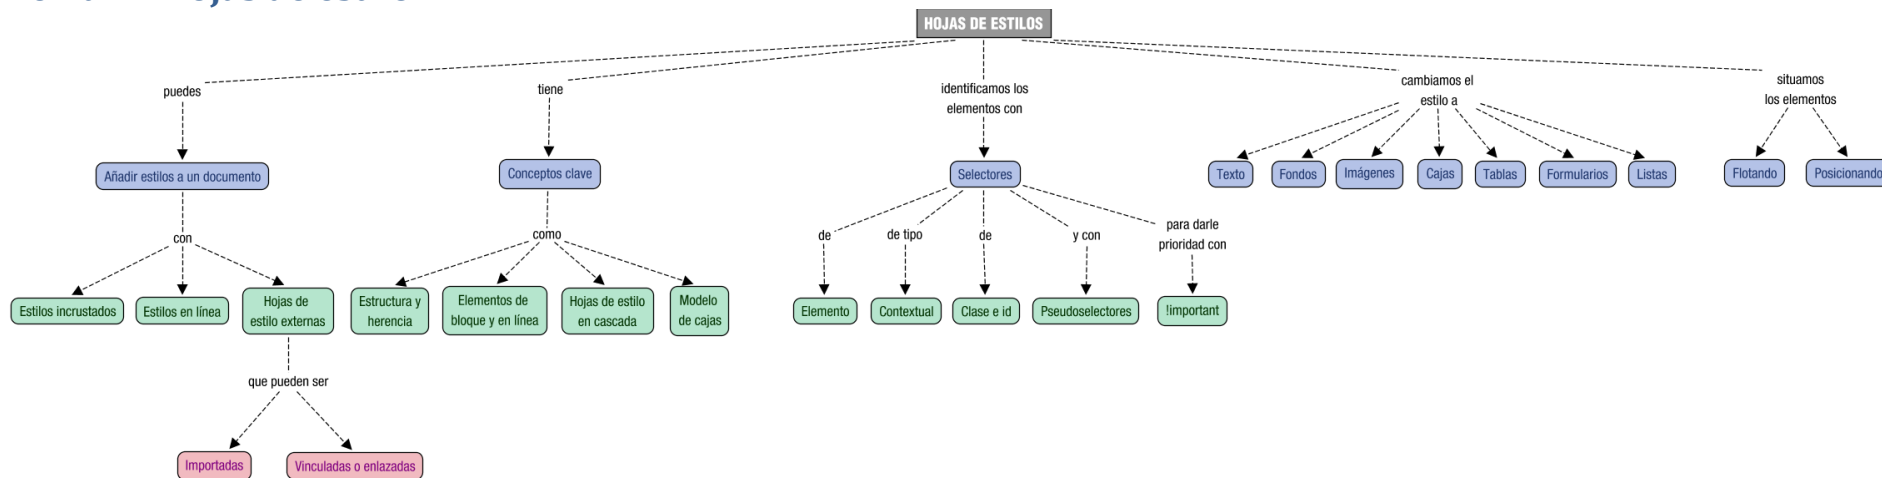 HOJAS DE ESTILOS
puedes
tiene
identificamos los
elementos con
cambiamos el
estilo a
situamos
los elementos
Añadir estilos a un documento
Conceptos clave
Selectores
Texto
Fondos
Imágenes
Cajas
Tablas
Formularios
Listas
Flotando
Posicionando
con
como
de
de tipo
de
y con
para darle
prioridad con
Estilos incrustados
Estilos en línea
Hojas de
estilo externas
Estructura y
herencia
Elementos de
bloque y en línea
Hojas de estilo
en cascada
Modelo
de cajas
Elemento
Contextual
Clase e id
Pseudoselectores
!important
que pueden ser
Importadas
Vinculadas o enlazadas